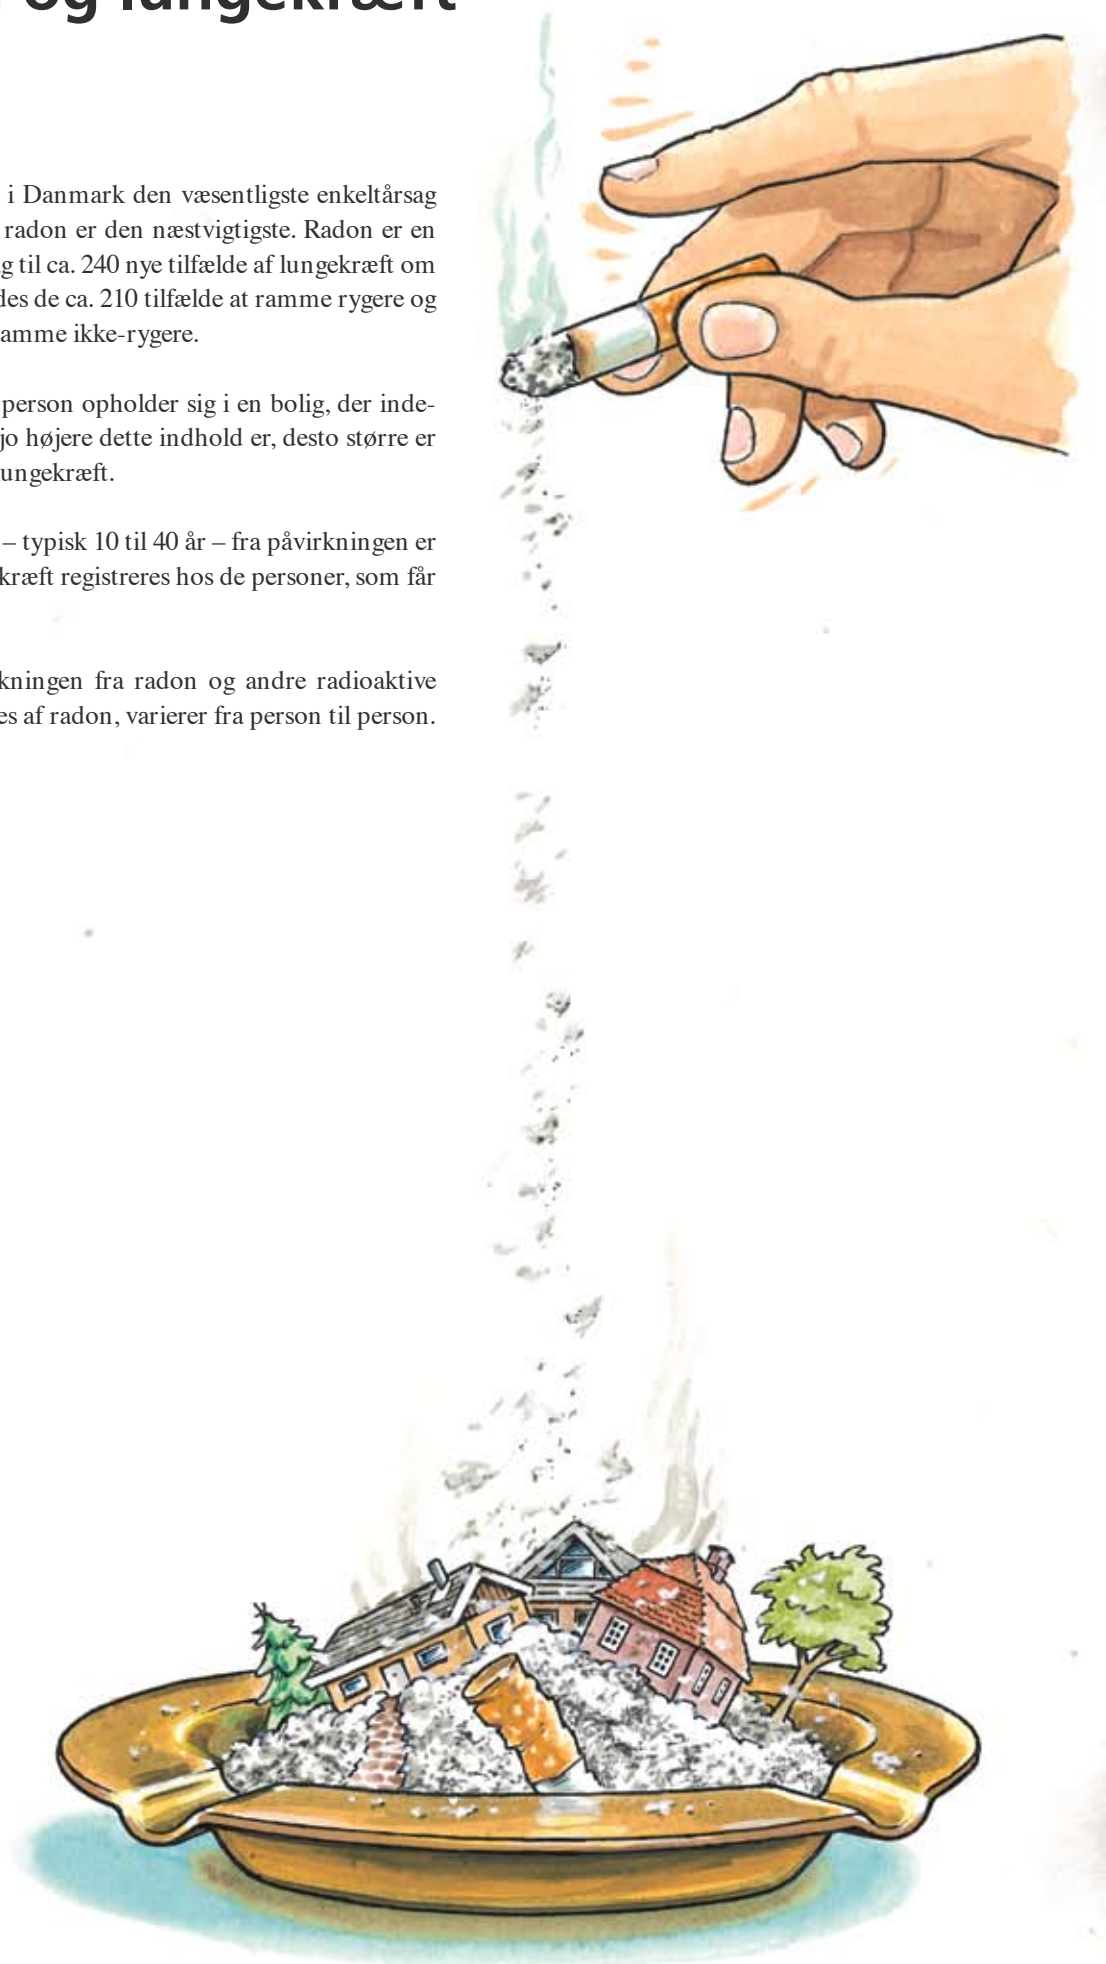 og lungekræft
i Danmark den væsentligste enkeltårsag
radon er den næstvigtigste. Radon er en
g til ca. 240 nye tilfælde af lungekræft om
des de ca. 210 tilfælde at ramme rygere og
amme ikke-rygere.
person opholder sig i en bolig, der inde-
jo højere dette indhold er, desto større er
ungekræft.
– typisk 10 til 40 år – fra påvirkningen er
kræft registreres hos de personer, som får
kningen fra radon og andre radioaktive
es af radon, varierer fra person til person.